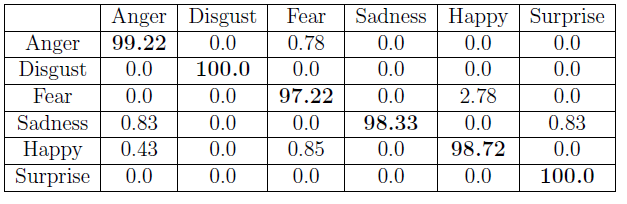 Anger Disgust Fear Sadness Happy Surprise
Anger 99.22 0.0 0.78 0.0 0.0 0.0
Disgust 0.0 100.0 0.0 0.0 0.0 0.0
Fear 0.0 0.0 97.22 0.0 2.78 0.0
Sadness 0.83 0.0 0.0 98.33 0.0 0.83
Happy 0.43 0.0 0.85 0.0 98.72 0.0
Surprise 0.0 0.0 0.0 0.0 0.0 100.0